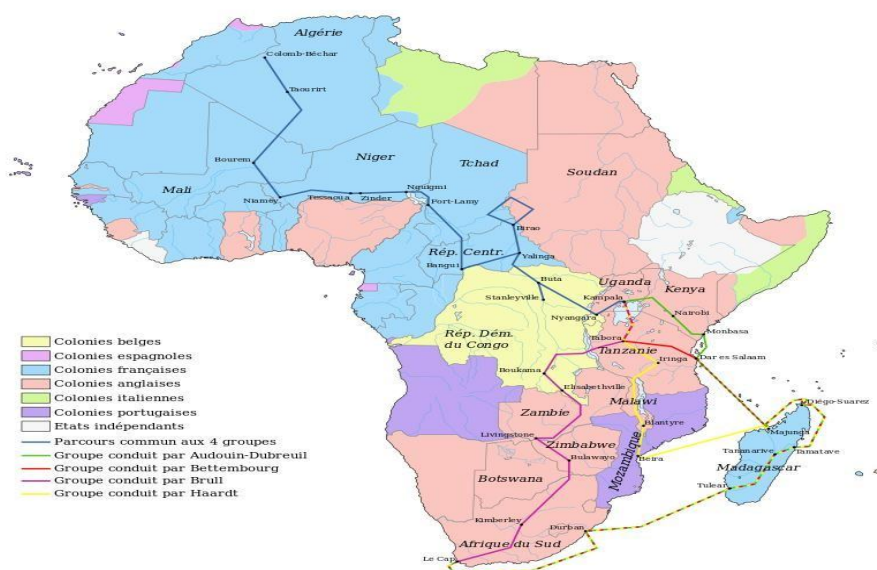 Algérie
Colomb-Béchar
Taourirt
Bourem
Mali
Niger
Tchad
Niamey
Tessaoua
Zinder
Nguigmi
Fort-Lamy
Soudan
Birao
Rép. Centr.
Yalinga
Bangui
Buta
Stanleyville
Uganda
Kampala
Kenya
Nyangara
Nairobi
Monbasa
Rép. Dém.
du Congo
Tabora
Tanzanie
Dar es Salaam
Iringa
Boukama
Elisabethville
Malawi
Zambie
Blantyre
Diégo-Suarez
Majunga
Livingstone
Zimbabwe
Mozambique
Tananarive
Tamatave
Bulawayo
Beira
Madagascar
Botswana
Tulear
Kimberley
Durban
Afrique du Sud
Le Cap
Colonies belges
Colonies espagnoles
Colonies françaises
Colonies anglaises
Colonies italiennes
Colonies portugaises
Etats indépendants
Parcours commun aux 4 groupes
Groupe conduit par Audouin-Dubreuil
Groupe conduit par Bettembourg
Groupe conduit par Brull
Groupe conduit par Haardt